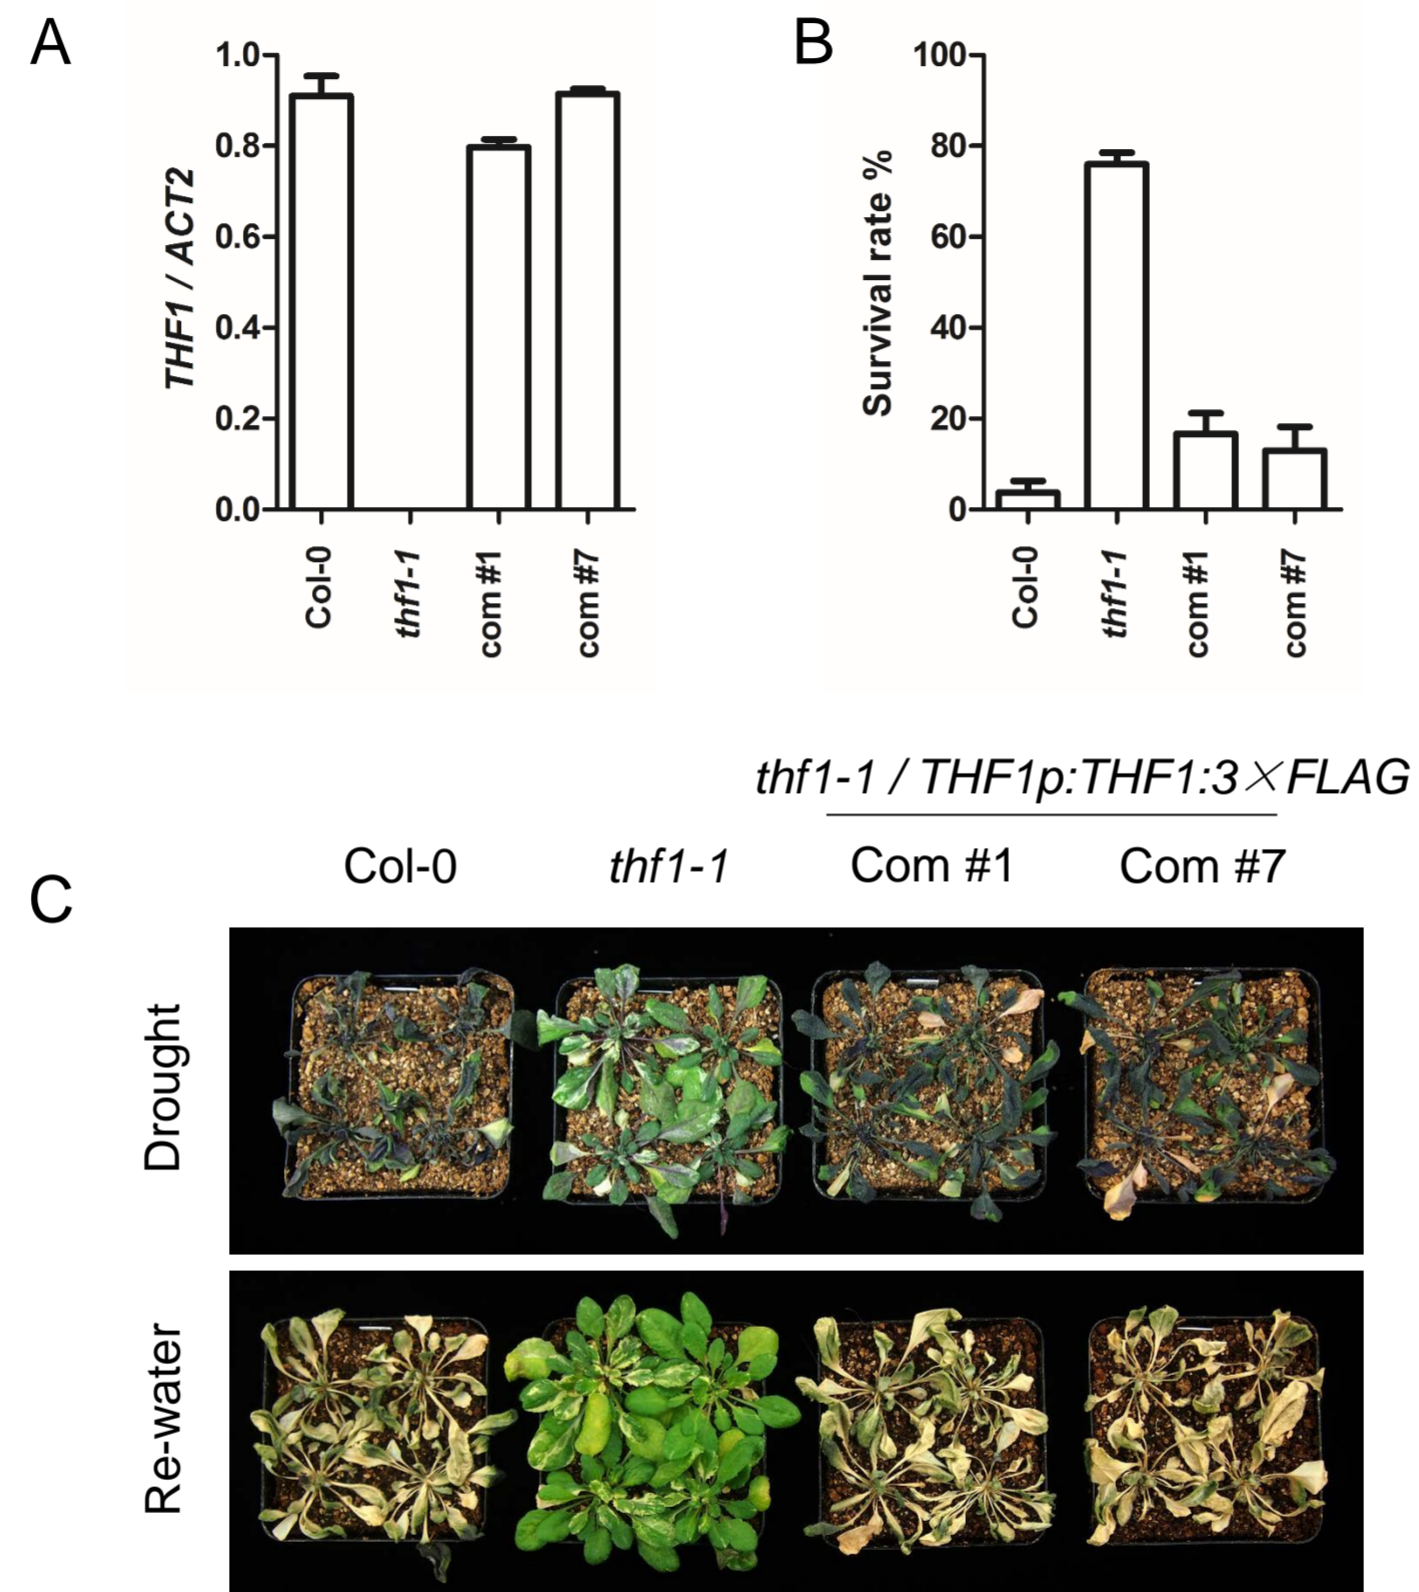 A
THF1 / ACT2
1.0
0.8
0.6
0.4
0.2
0.0
Col-0
thf1-1
com #1
com #7
B
Survival rate %
100
80
60
40
20
0
Col-0
thf1-1
com #1
com #7
thf1-1 / THF1p:THF1:3×FLAG
Col-0 thf1-1 Com #1 Com #7
C
Drought
Re-water